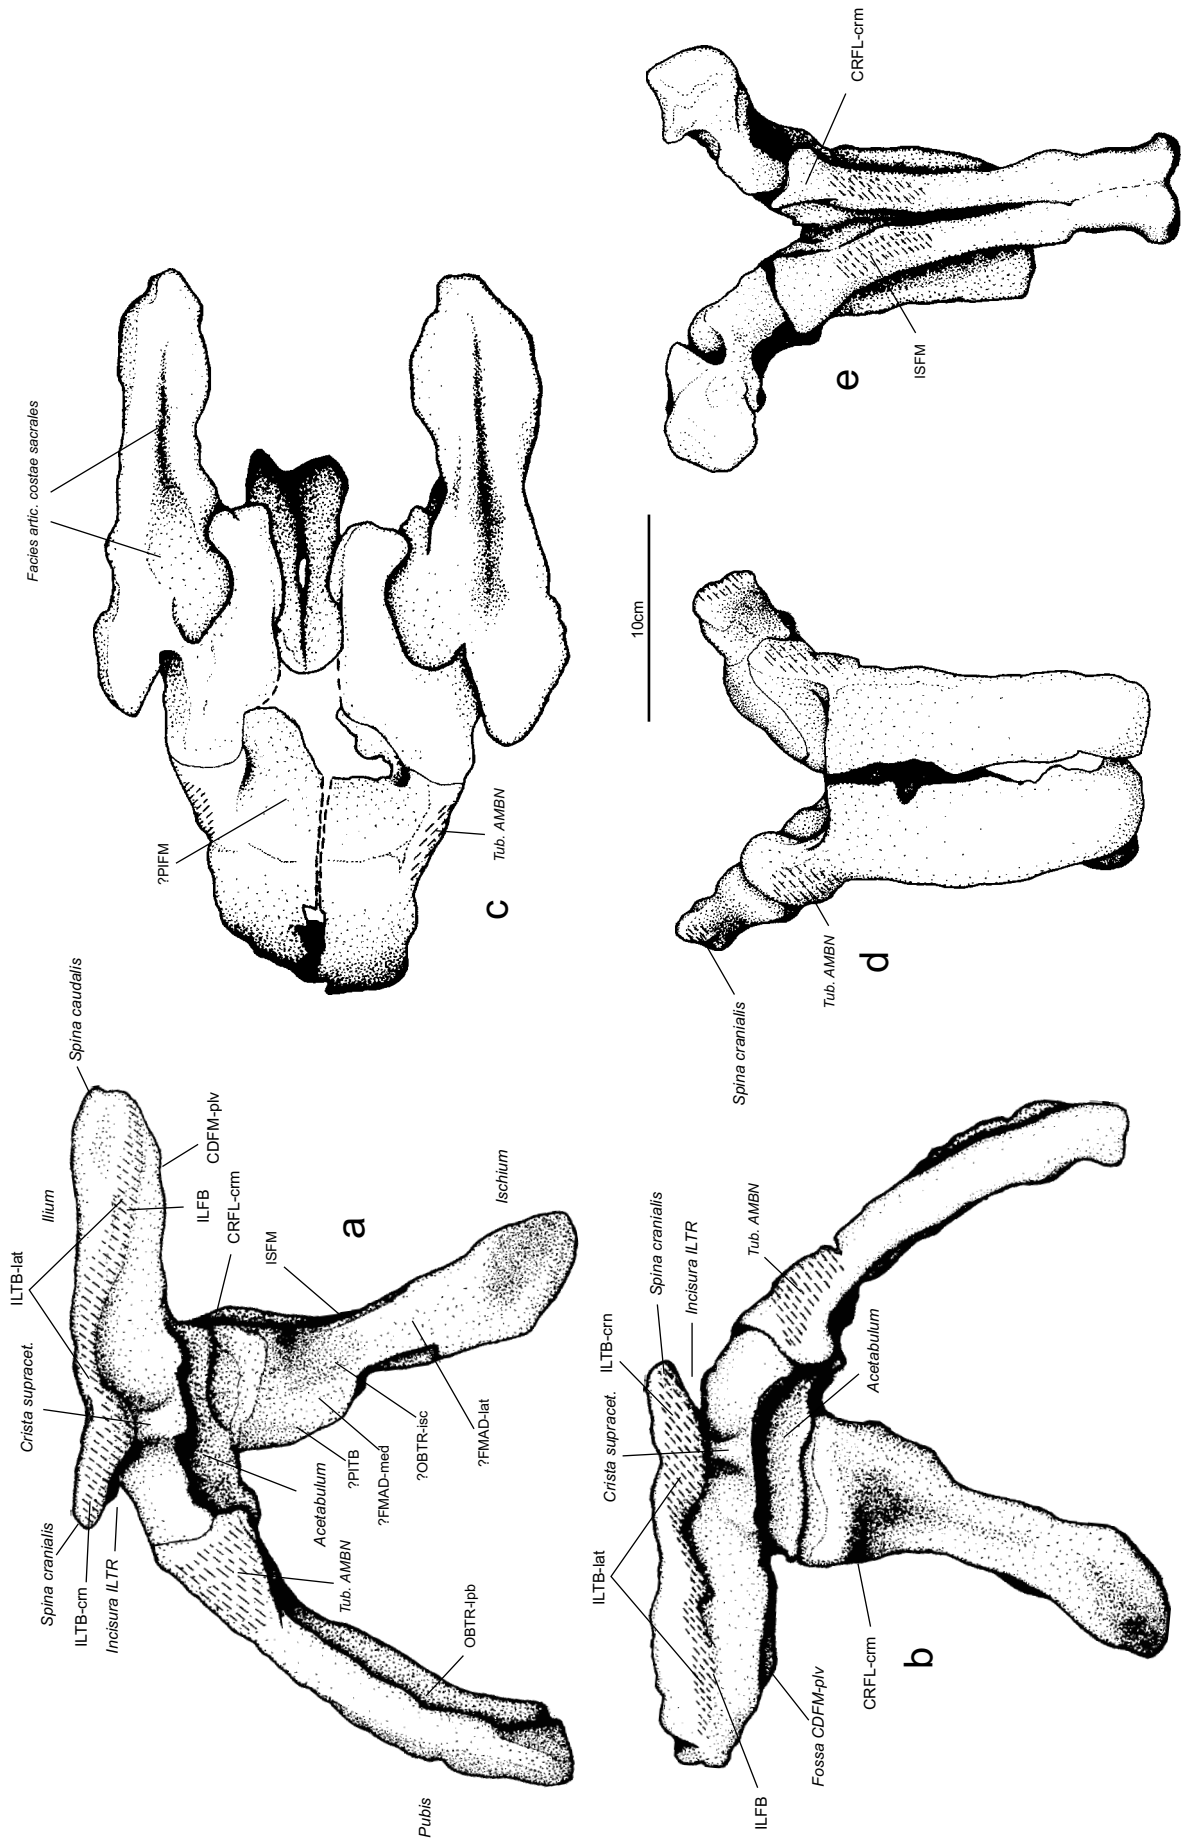 Spina caudalis
Ilium
CDFM-plv
ILTB-lat
ILFB
CRFL-crm
Crista supracet.
ISFM
a
Ischium
Spina cranialis
ILTB-crn
Incisura ILTR
Acetabulum
?PITB
?FMAD-med
?OBTR-isc
?FMAD-lat
Tub. AMBN
OBTR-lpb
Pubis
Spina cranialis
Incisura ILTR
Tub. AMBN
ILTB-crn
Crista supracet.
Acetabulum
ILTB-lat
CRFL-crm
b
Fossa CDFM-plv
ILFB
Facies artic. costae sacrales
?PIFM
Tub. AMBN
c
10cm
Spina cranialis
Tub. AMBN
d
CRFL-crm
ISFM
e